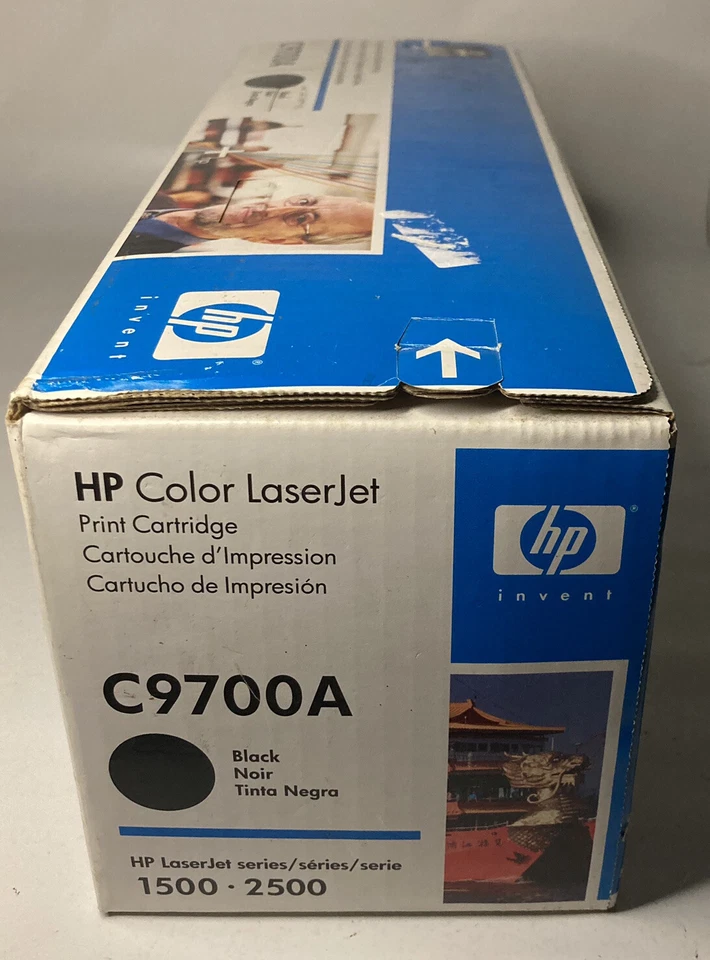 C9700A
hp
®
invent
HP Color LaserJet
Print Cartridge
Cartouche d'Impression
Cartucho de Impresión
C9700A
Black
Noir
Tinta Negra
HP LaserJet series/séries/serie
1500 · 2500
hp
®
invent